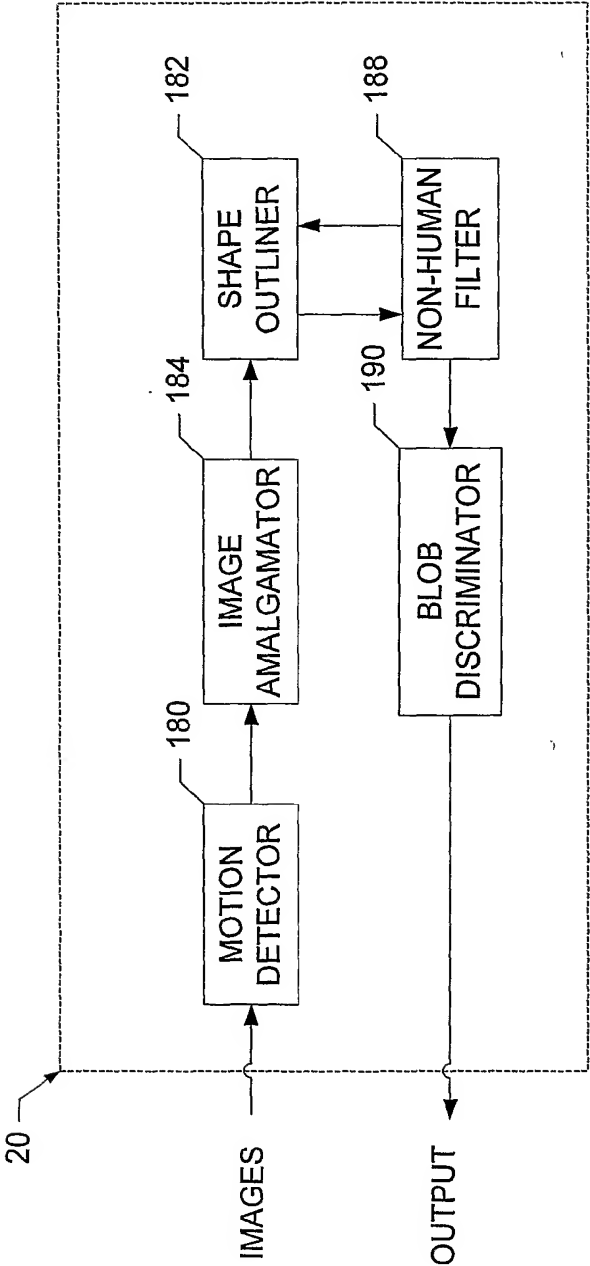 20
IMAGES
180
MOTION
DETECTOR
184
IMAGE
AMALGAMATOR
182
SHAPE
OUTLINER
188
NON-HUMAN
FILTER
190
BLOB
DISCRIMINATOR
OUTPUT